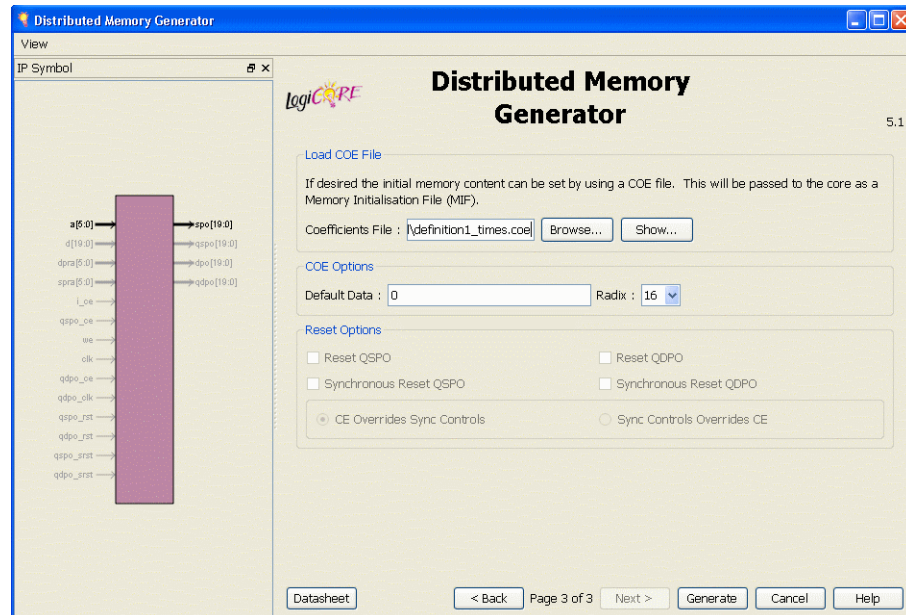 Distributed Memory Generator
View
IP Symbol
a[5:0]
d[19:0]
dpra[5:0]
spra[5:0]
i_ce
qspo_ce
we
clk
qdpo_ce
qdpo_clk
qspo_rst
qdpo_rst
qspo_srst
qdpo_srst
spo[19:0]
qspo[19:0]
dpo[19:0]
qdpo[19:0]
LogiCORE
Distributed Memory
Generator
5.1
Load COE File
If desired the initial memory content can be set by using a COE file. This will be passed to the core as a
Memory Initialisation File (MIF).
Coefficients File : l\definition1_times.coe Browse... Show...
COE Options
Default Data : 0 Radix : 16
Reset Options
Reset QSPO Reset QDPO
Synchronous Reset QSPO Synchronous Reset QDPO
CE Overrides Sync Controls Sync Controls Overrides CE
Datasheet < Back Page 3 of 3 Next > Generate Cancel Help